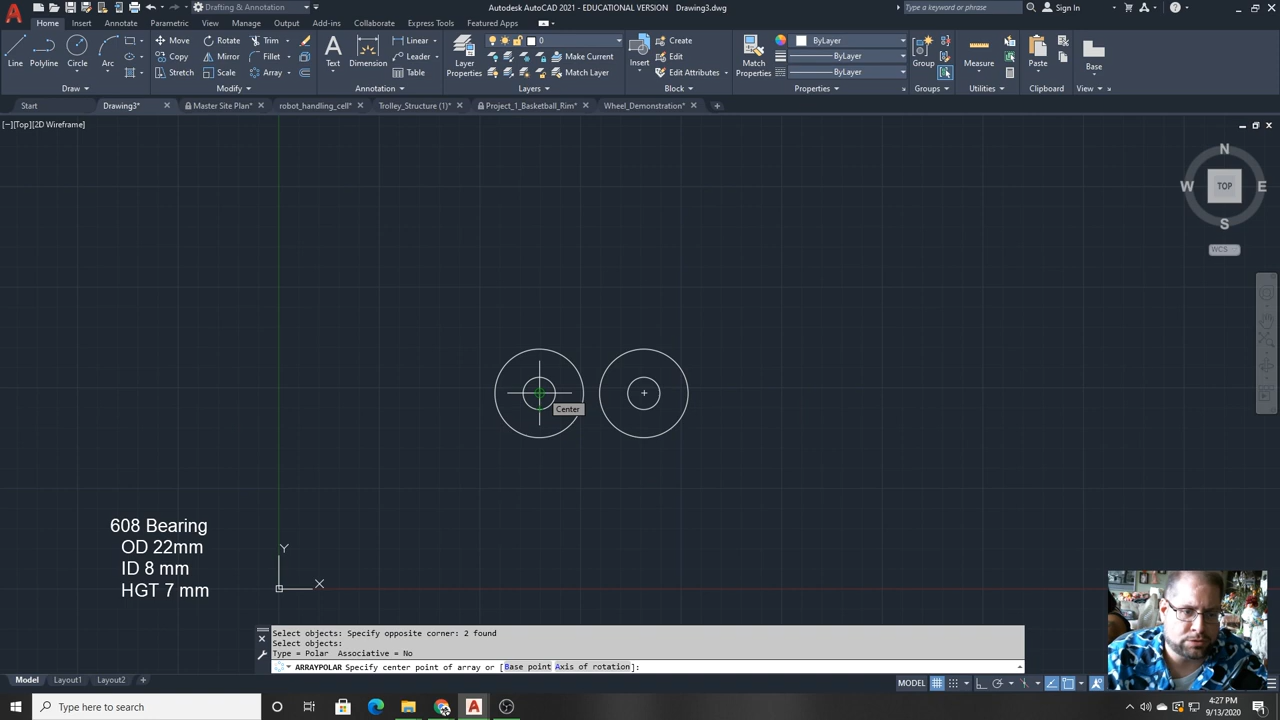 Drafting & Annotation
Autodesk AutoCAD 2021 - EDUCATIONAL VERSION Drawing3.dwg
Type a keyword or phrase
Sign In
Home Insert Annotate Parametric View Manage Output Add-ins Collaborate Express Tools Featured Apps
Line Polyline Circle Arc
Move Rotate Trim
Copy Mirror Fillet
Stretch Scale Array
Text Dimension
Linear
Leader
Table
Layer Properties
0
Make Current
Match Layer
Insert
Create
Edit
Edit Attributes
Match Properties
ByLayer
ByLayer
ByLayer
Group Measure Paste Base
Draw Modify Annotation Layers Block Properties Groups Utilities Clipboard View
Start Drawing3* Master Site Plan* robot_handling_cell* Trolley_Structure (1)* Project_1_Basketball_Rim* Wheel_Demonstration*
[−][Top][2D Wireframe]
N
W TOP E
S
WCS
Center
608 Bearing
OD 22mm
ID 8 mm
HGT 7 mm
Y
X
Select objects: Specify opposite corner: 2 found
Select objects:
Type = Polar Associative = No
ARRAYPOLAR Specify center point of array or [Base point Axis of rotation]:
Model Layout1 Layout2
MODEL
Type here to search
4:27 PM
9/13/2020